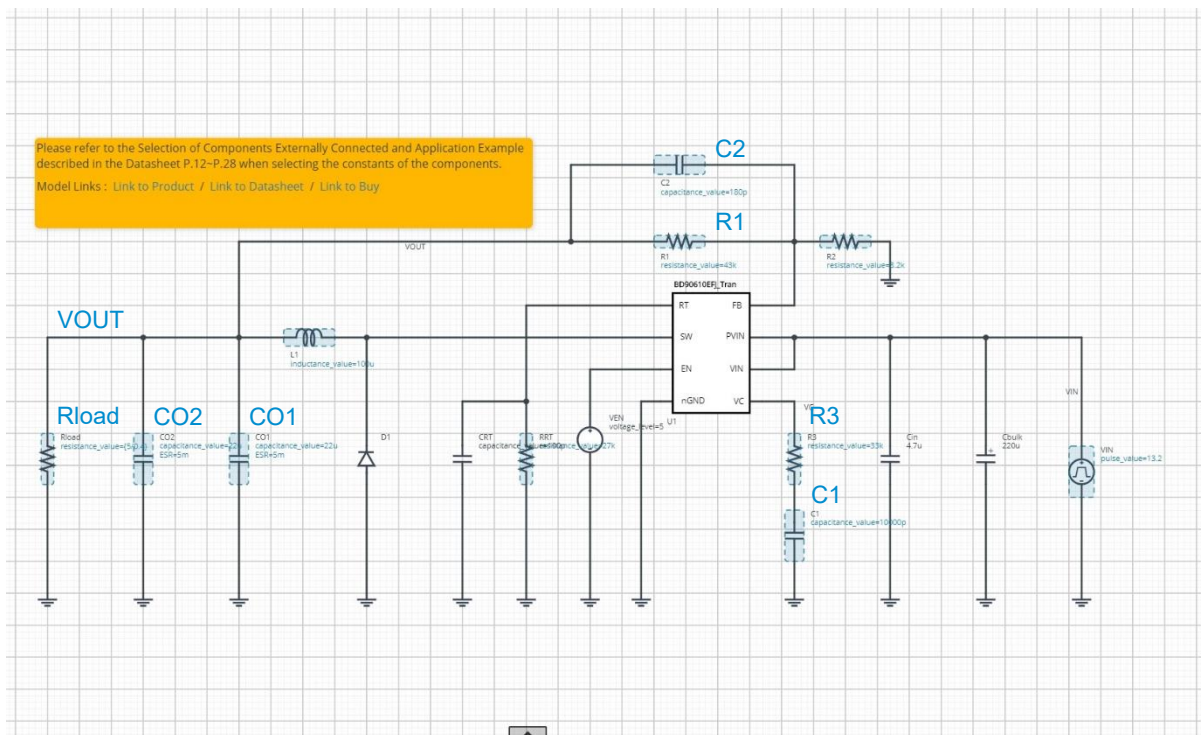 Please refer to the Selection of Components Externally Connected and Application Example
described in the Datasheet P.12~P.28 when selecting the constants of the components.
Model Links : Link to Product / Link to Datasheet / Link to Buy
C2
C2
capacitance_value=180p
R1
VOUT
R1
resistance_value=43k
R2
BD90610EFJ_Tran
RT
FB
VOUT
SW
PVIN
L1
inductance_value=100u
EN
VIN
nGND
VC
VIN
U1
Rload
CO2
CO1
R3
VEN
voltage_level=5
Rload
CO2
CO1
capacitance_value=22u
ESR=5m
ESR=5m
D1
CRT
RRT
R3
resistance_value=33k
Cin
4.7u
Cbulk
220u
VIN
pulse_value=13.2
C1
C1
capacitance_value=10000p